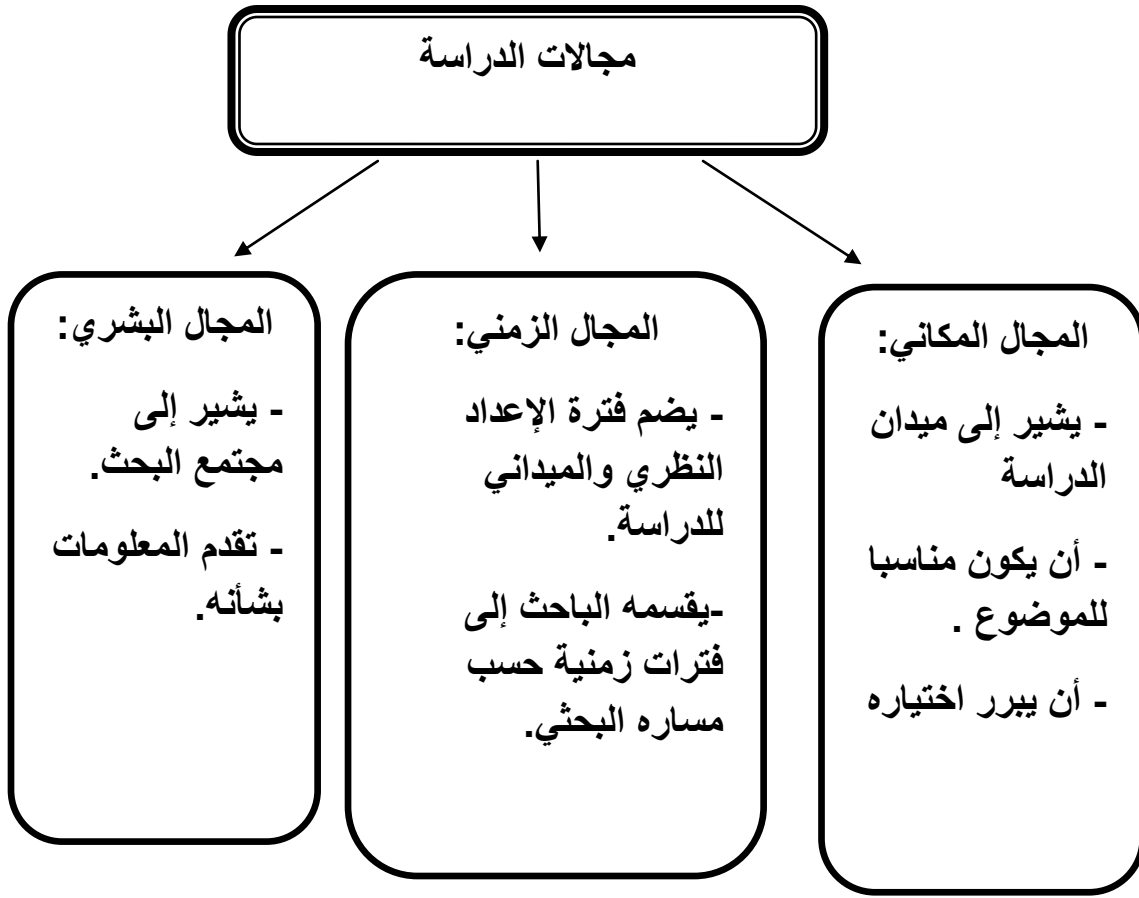 مجالات الدراسة
المجال المكاني:
- يشير إلى ميدان
الدراسة
- أن يكون مناسبا
للموضوع .
- أن يبرر اختياره
المجال الزمني:
- يضم فترة الإعداد
النظري والميداني
للدراسة.
-يقسمه الباحث إلى
فترات زمنية حسب
مساره البحثي.
المجال البشري:
- يشير إلى
مجتمع البحث.
- تقدم المعلومات
بشأنه.